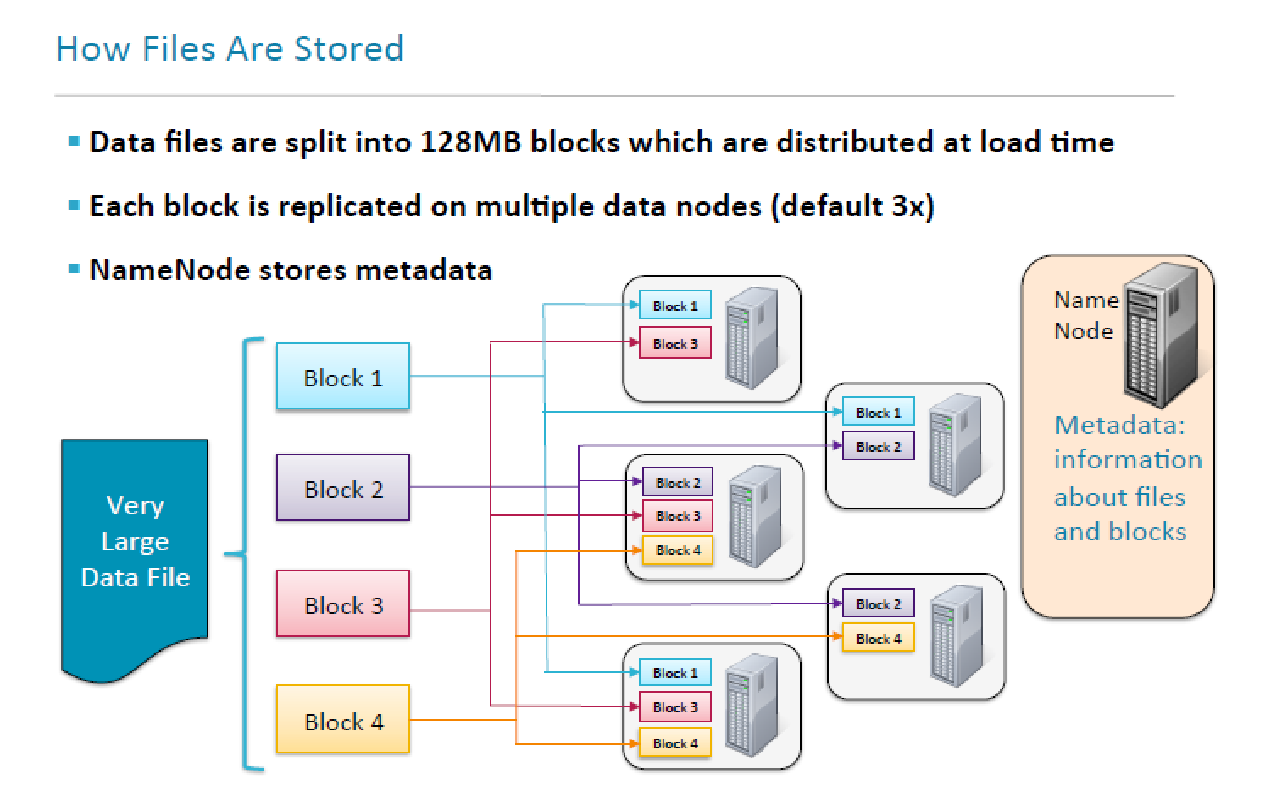 How Files Are Stored
Data files are split into 128MB blocks which are distributed at load time
Each block is replicated on multiple data nodes (default 3x)
NameNode stores metadata
Very
Large
Data File
Block 1
Block 2
Block 3
Block 4
Block 1
Block 3
Block 1
Block 2
Block 2
Block 3
Block 4
Block 2
Block 4
Block 1
Block 3
Block 4
Name
Node
Metadata:
information
about files
and blocks